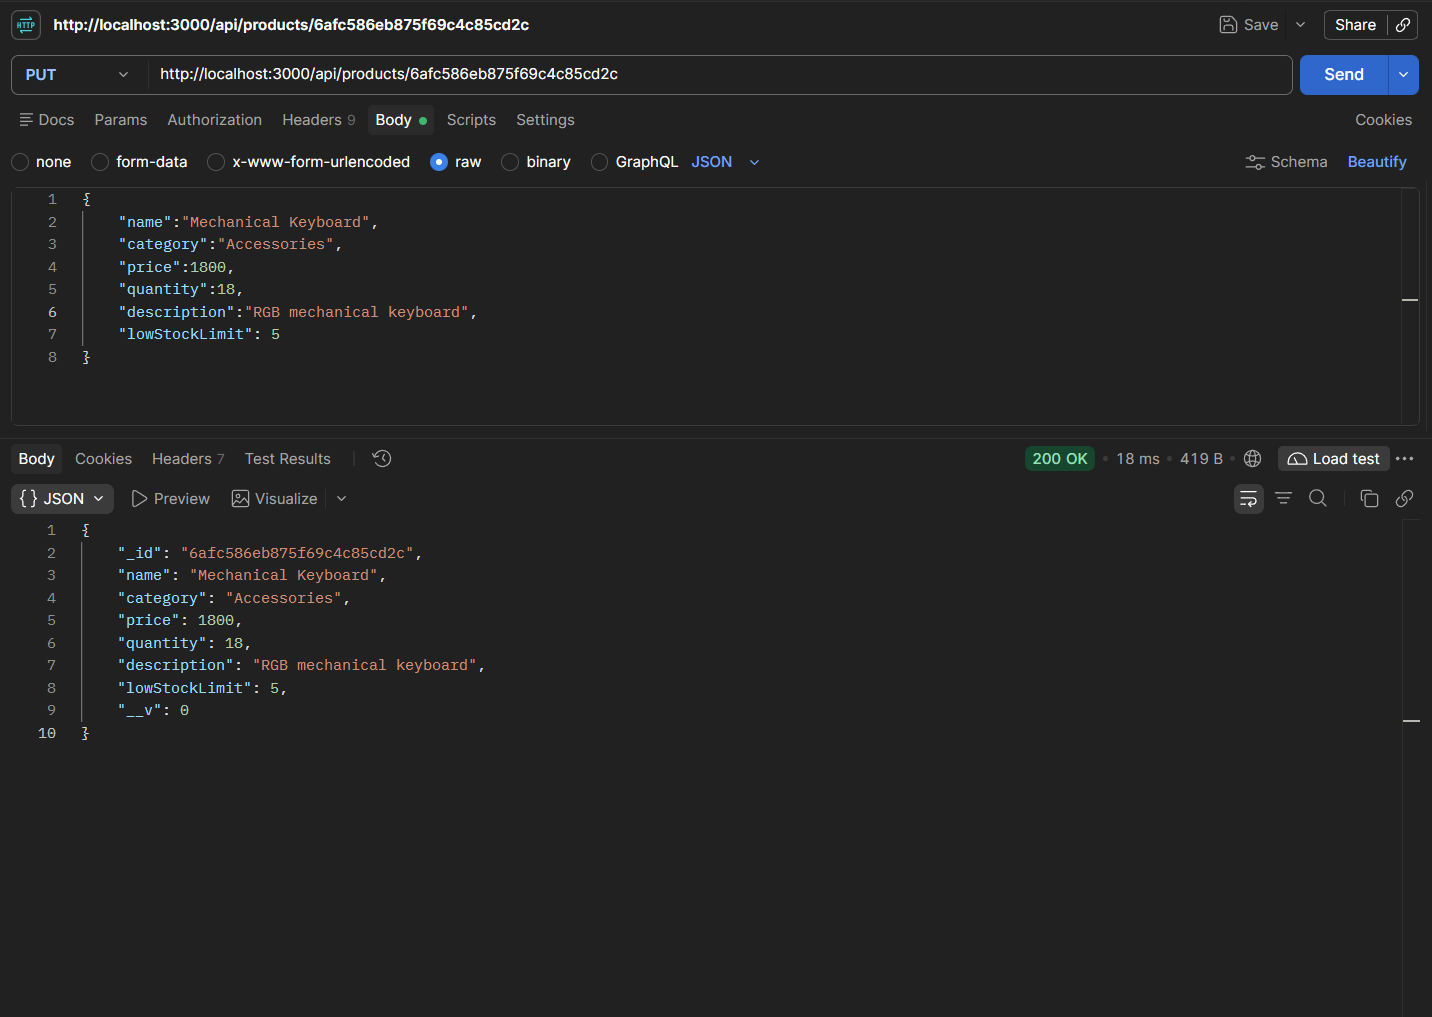 HTTP http://localhost:3000/api/products/6afc586eb875f69c4c85cd2c Save Share
PUT http://localhost:3000/api/products/6afc586eb875f69c4c85cd2c Send
Docs Params Authorization Headers 9 Body Scripts Settings Cookies
none form-data x-www-form-urlencoded raw binary GraphQL JSON Schema Beautify
1 {
2 "name":"Mechanical Keyboard",
3 "category":"Accessories",
4 "price":1800,
5 "quantity":18,
6 "description":"RGB mechanical keyboard",
7 "lowStockLimit": 5
8 }
Body Cookies Headers 7 Test Results 200 OK • 18 ms • 419 B • Load test
{} JSON Preview Visualize
1 {
2 "_id": "6afc586eb875f69c4c85cd2c",
3 "name": "Mechanical Keyboard",
4 "category": "Accessories",
5 "price": 1800,
6 "quantity": 18,
7 "description": "RGB mechanical keyboard",
8 "lowStockLimit": 5,
9 "__v": 0
10 }